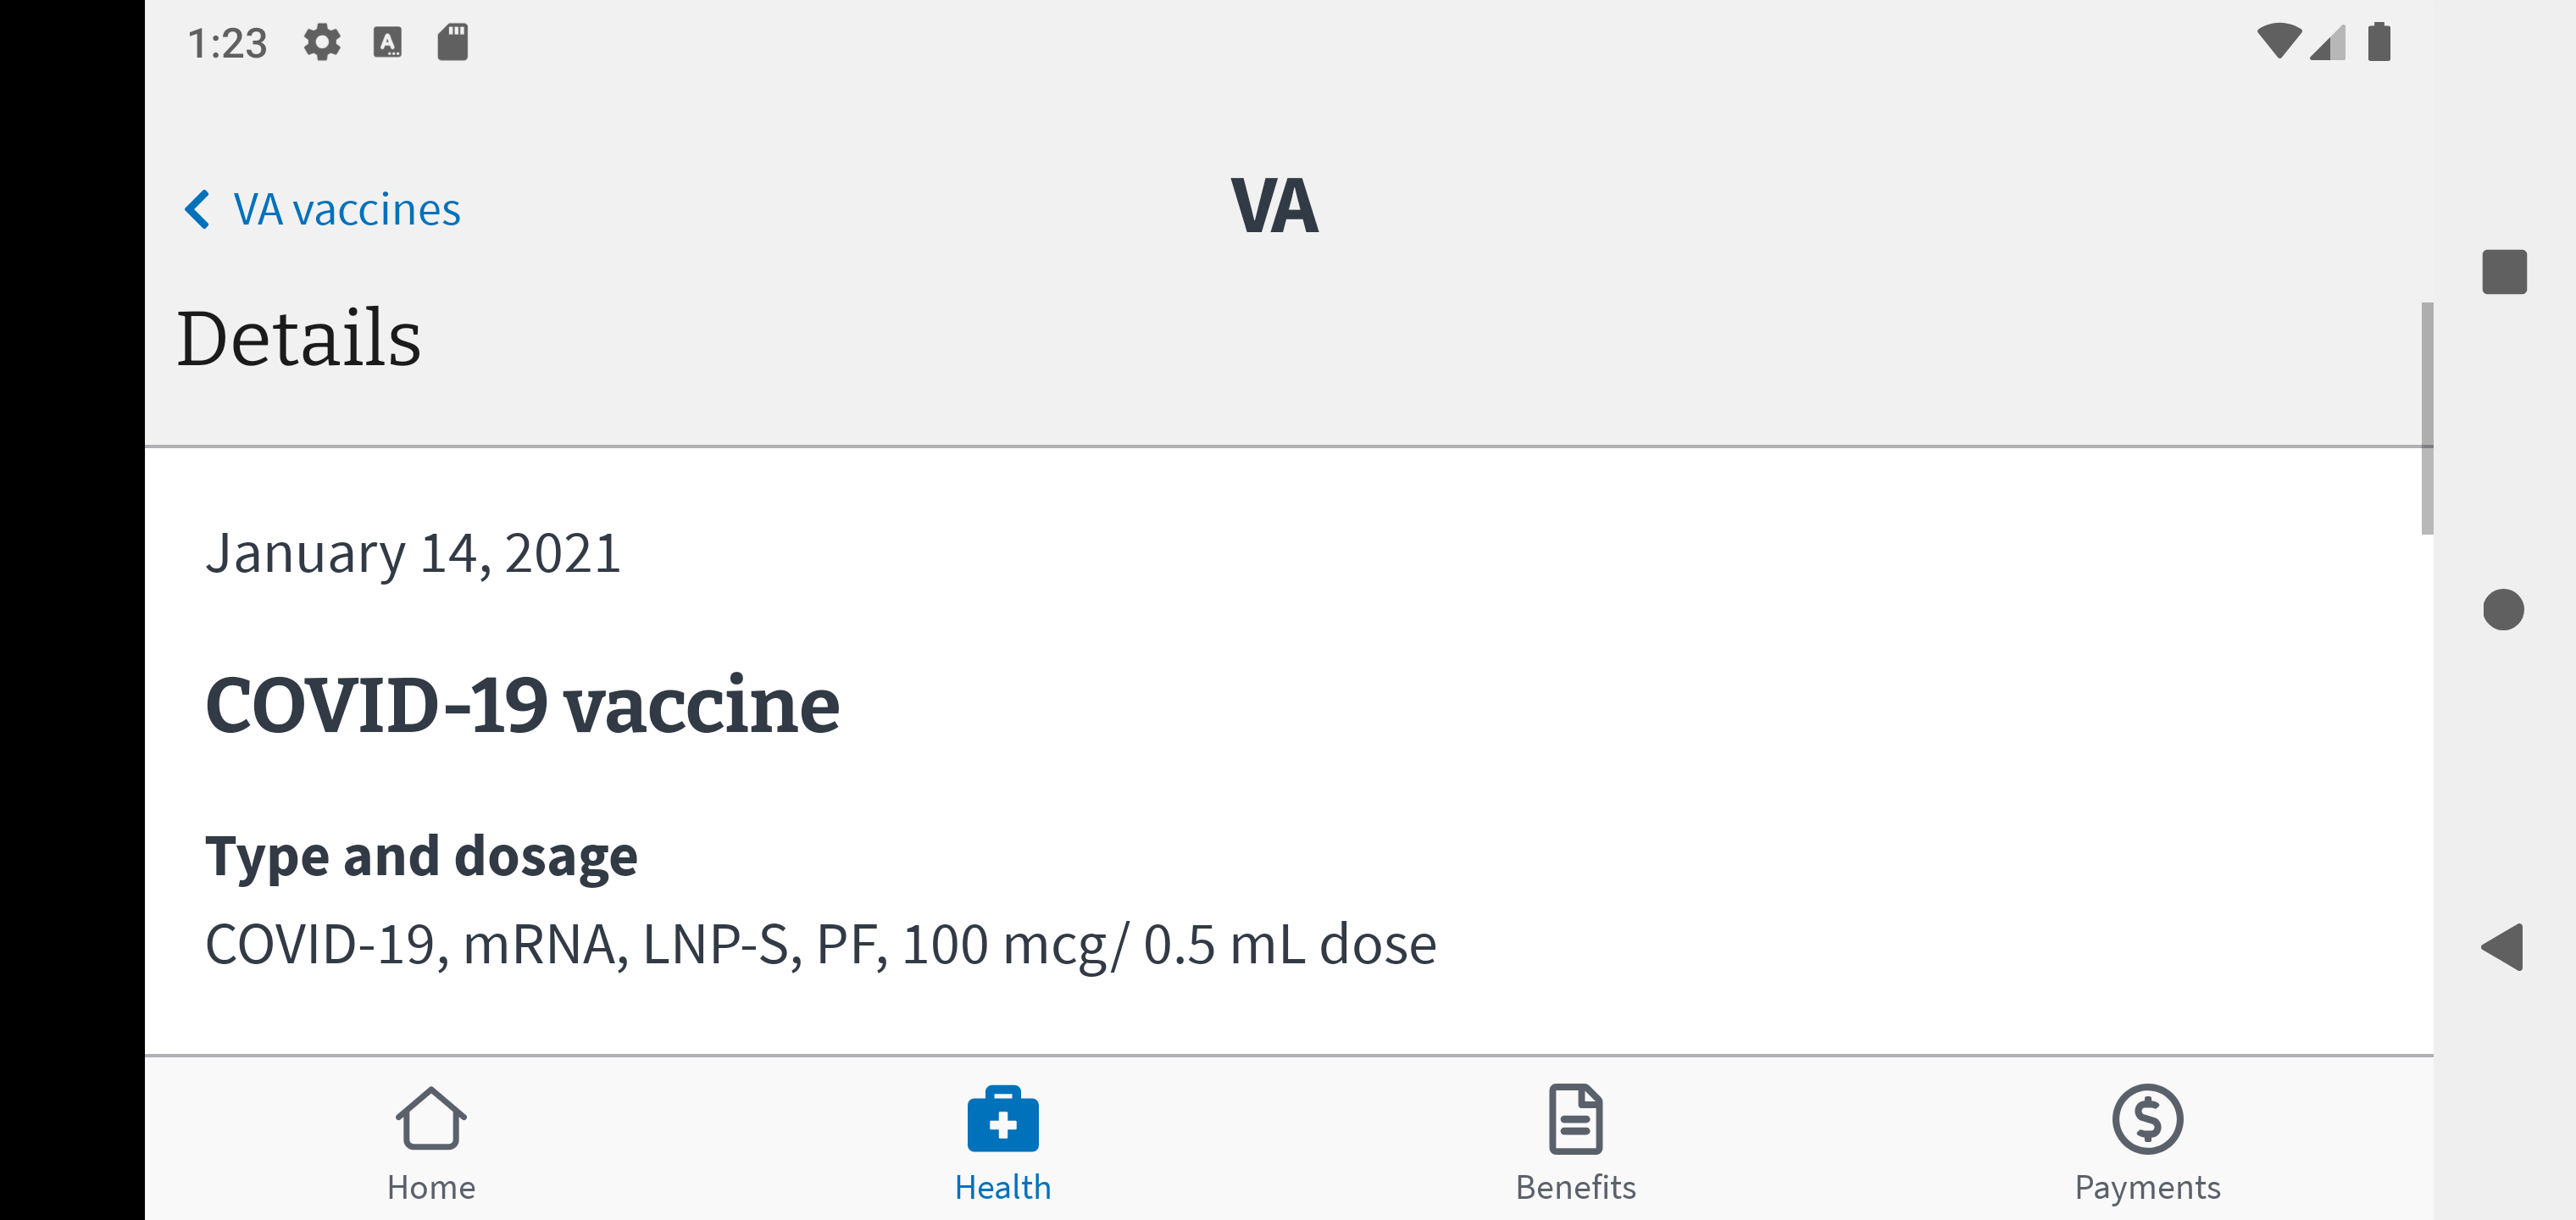 1:23
VA vaccines
VA
Details
January 14, 2021
COVID-19 vaccine
Type and dosage
COVID-19, mRNA, LNP-S, PF, 100 mcg/ 0.5 mL dose
Home
Health
Benefits
Payments